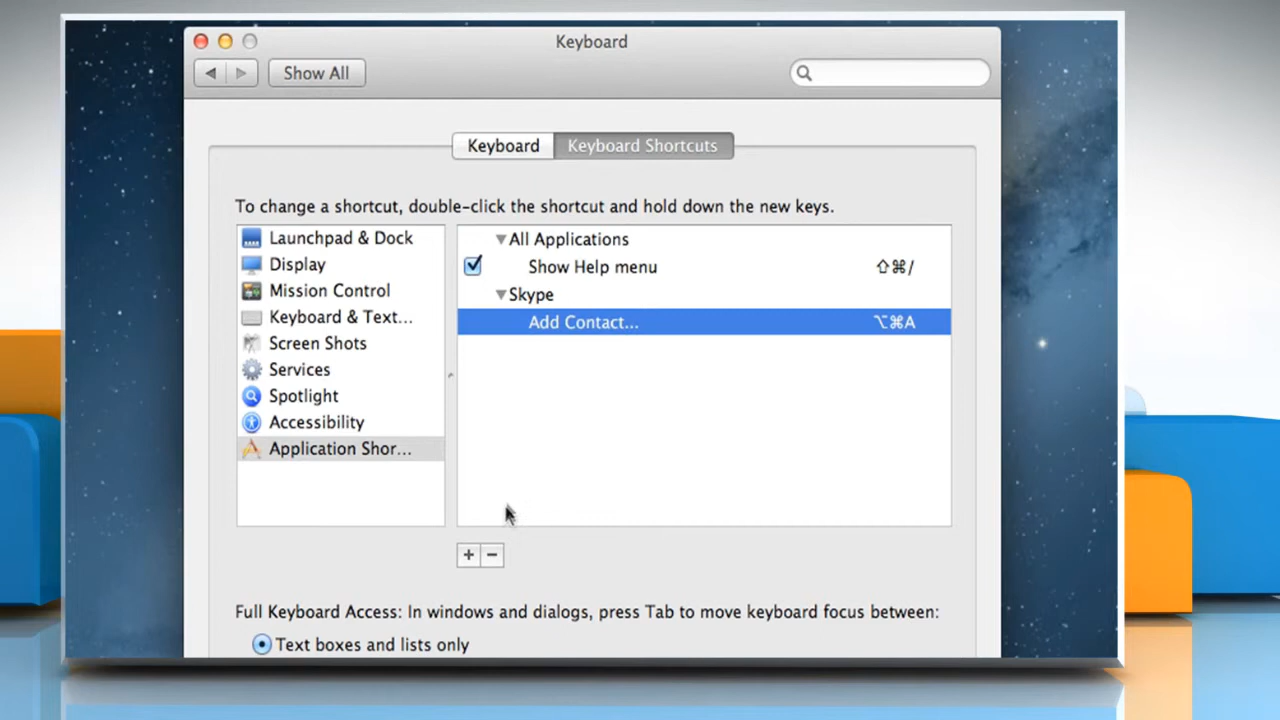 Keyboard
Show All
Keyboard Keyboard Shortcuts
To change a shortcut, double-click the shortcut and hold down the new keys.
Launchpad & Dock
Display
Mission Control
Keyboard & Text...
Screen Shots
Services
Spotlight
Accessibility
Application Shor...
All Applications
Show Help menu ⇧⌘/
Skype
Add Contact... ⌥⌘A
+ −
Full Keyboard Access: In windows and dialogs, press Tab to move keyboard focus between:
Text boxes and lists only